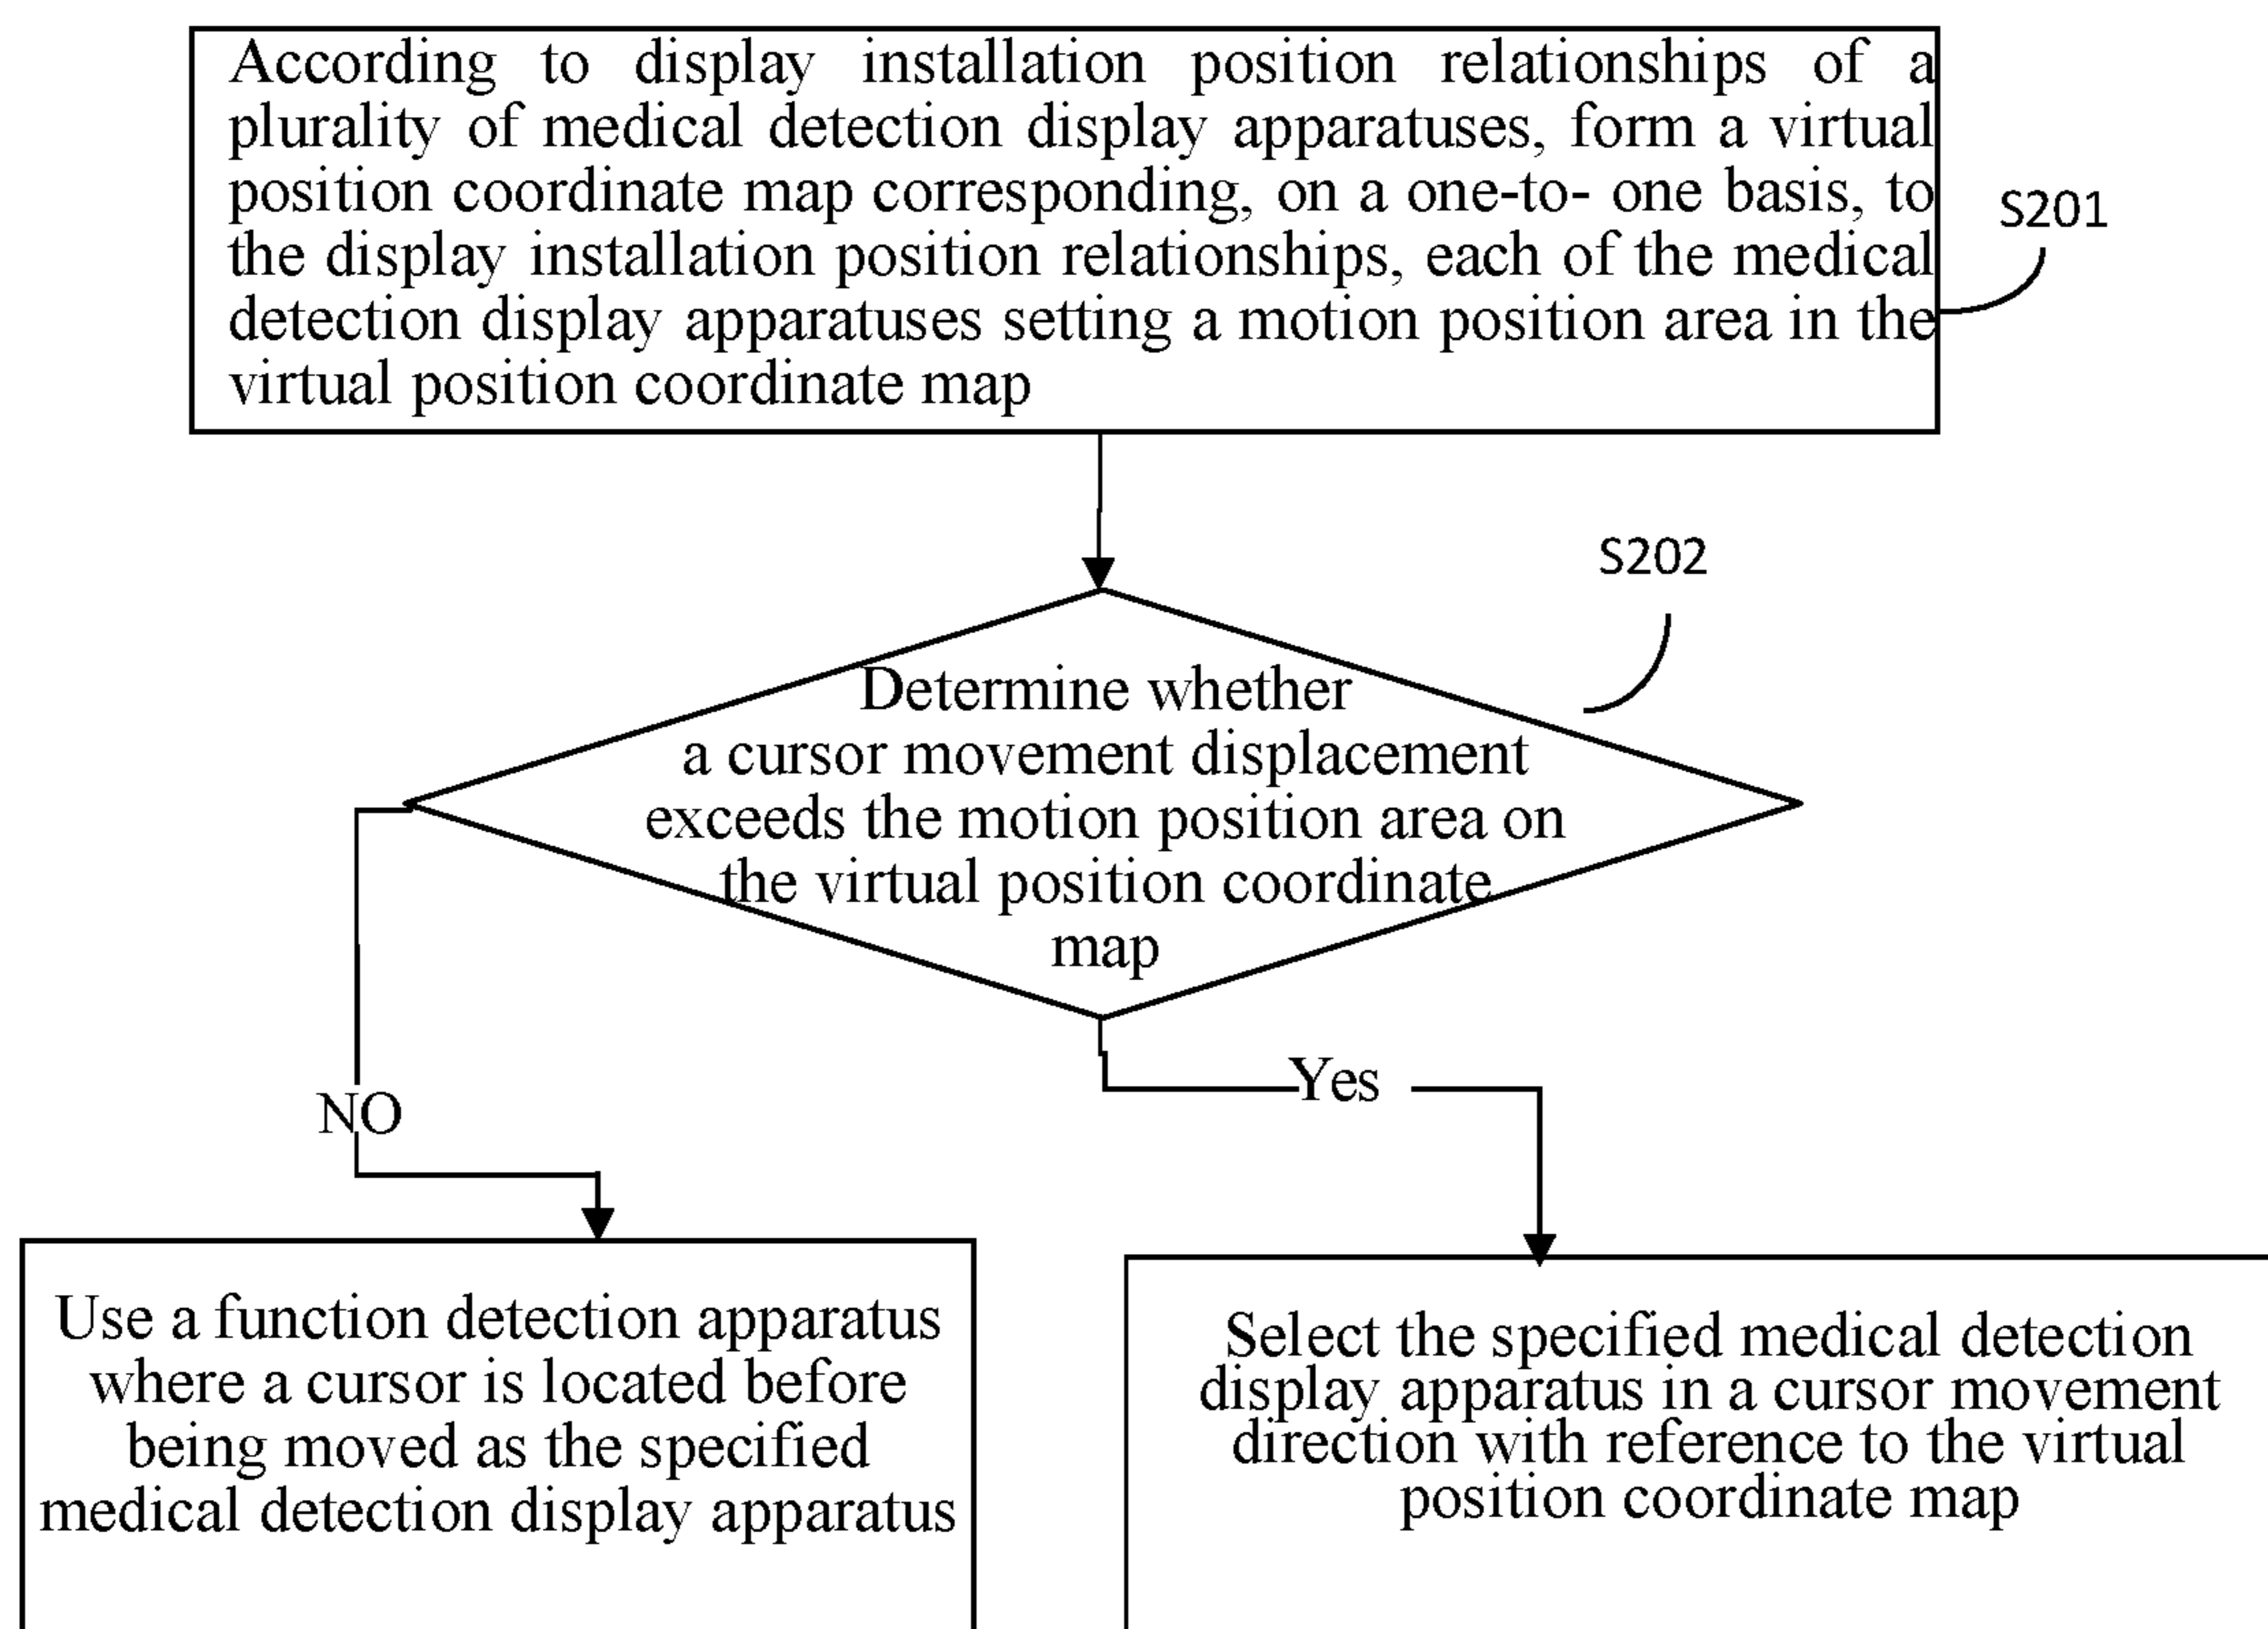 According to display installation position relationships of a
plurality of medical detection display apparatuses, form a virtual
position coordinate map corresponding, on a one-to- one basis, to
the display installation position relationships, each of the medical
detection display apparatuses setting a motion position area in the
virtual position coordinate map
S201
S202
Determine whether
a cursor movement displacement
exceeds the motion position area on
the virtual position coordinate
map
Yes
NO
Use a function detection apparatus
where a cursor is located before
being moved as the specified
medical detection display apparatus
Select the specified medical detection
display apparatus in a cursor movement
direction with reference to the virtual
position coordinate map